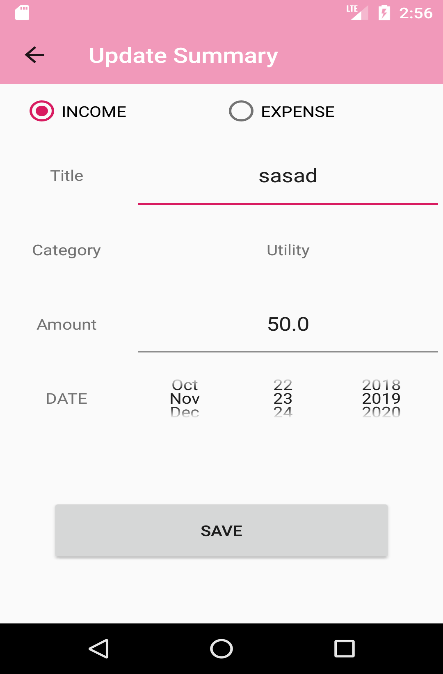 LTE 2:56
Update Summary
INCOME EXPENSE
Title sasad
Category Utility
Amount 50.0
Oct 22 2018
DATE Nov 23 2019
Dec 24 2020
SAVE